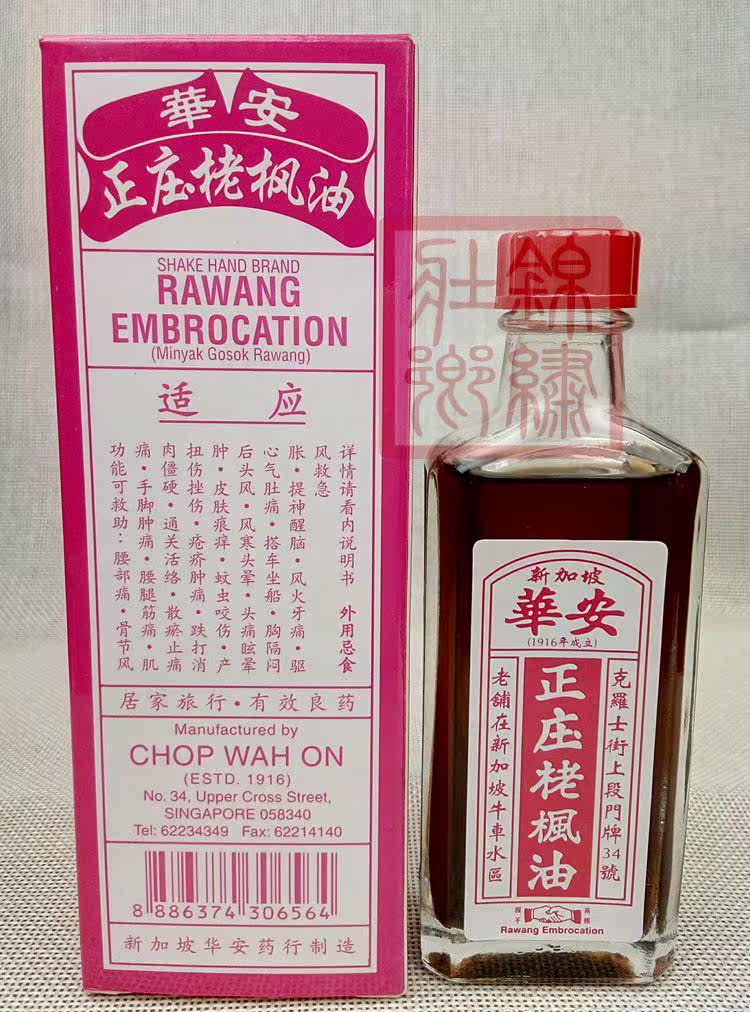 華安
正庄栳枫油
SHAKE HAND BRAND
RAWANG
EMBROCATION
(Minyak Gosok Rawang)
适应
功能可救助：腰部痛·骨节风
痛·手脚肿痛·腰腿筋痛·肌
肉僵硬·通关活络·散瘀止痛
扭伤挫伤·疮疥肿痛·跌打消
肿·皮肤痕痒·蚊虫咬伤·产
后头风·风寒头晕·头痛眩晕
心气肚痛·搭车坐船·胸隔闷
胀·提神醒脑·风火牙痛·驱
风救急
详情请看内说明书 外用忌食
居家旅行·有效良药
Manufactured by
CHOP WAH ON
(ESTD. 1916)
No. 34, Upper Cross Street,
SINGAPORE 058340
Tel: 62234349 Fax: 62214140
8 886374 306564
新加坡华安药行制造
錦繡
壯鄉
新加坡
華安
(1916年成立)
克羅士街上段門牌34號
正庄栳楓油
老舖在新加坡牛車水區
Rawang Embrocation